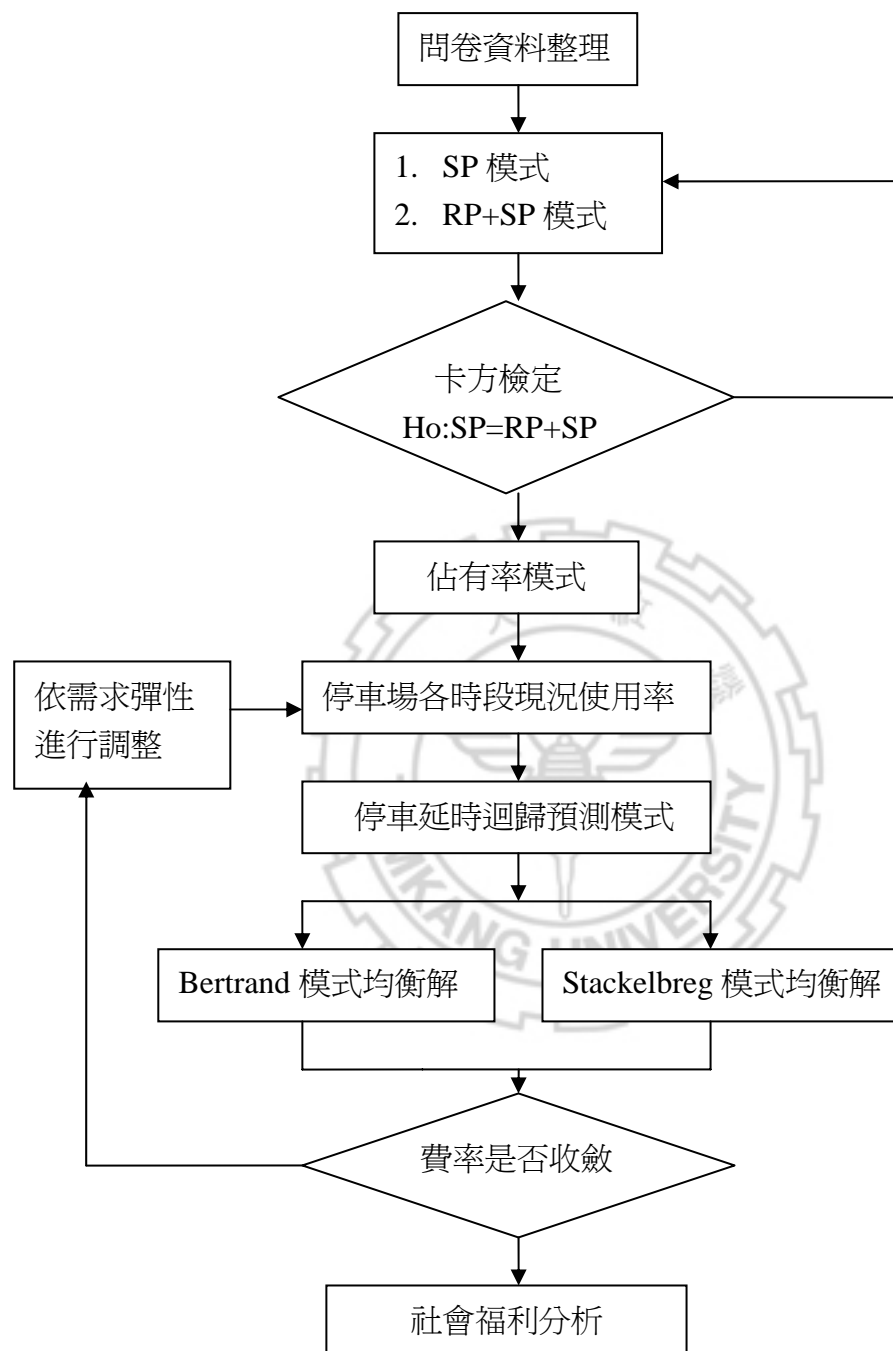 問卷資料整理
1. SP 模式
2. RP+SP 模式
卡方檢定
Ho:SP=RP+SP
佔有率模式
依需求彈性
進行調整
停車場各時段現況使用率
停車延時迴歸預測模式
Bertrand 模式均衡解
Stackelbreg 模式均衡解
費率是否收斂
社會福利分析
MKANG UNIVERSITY